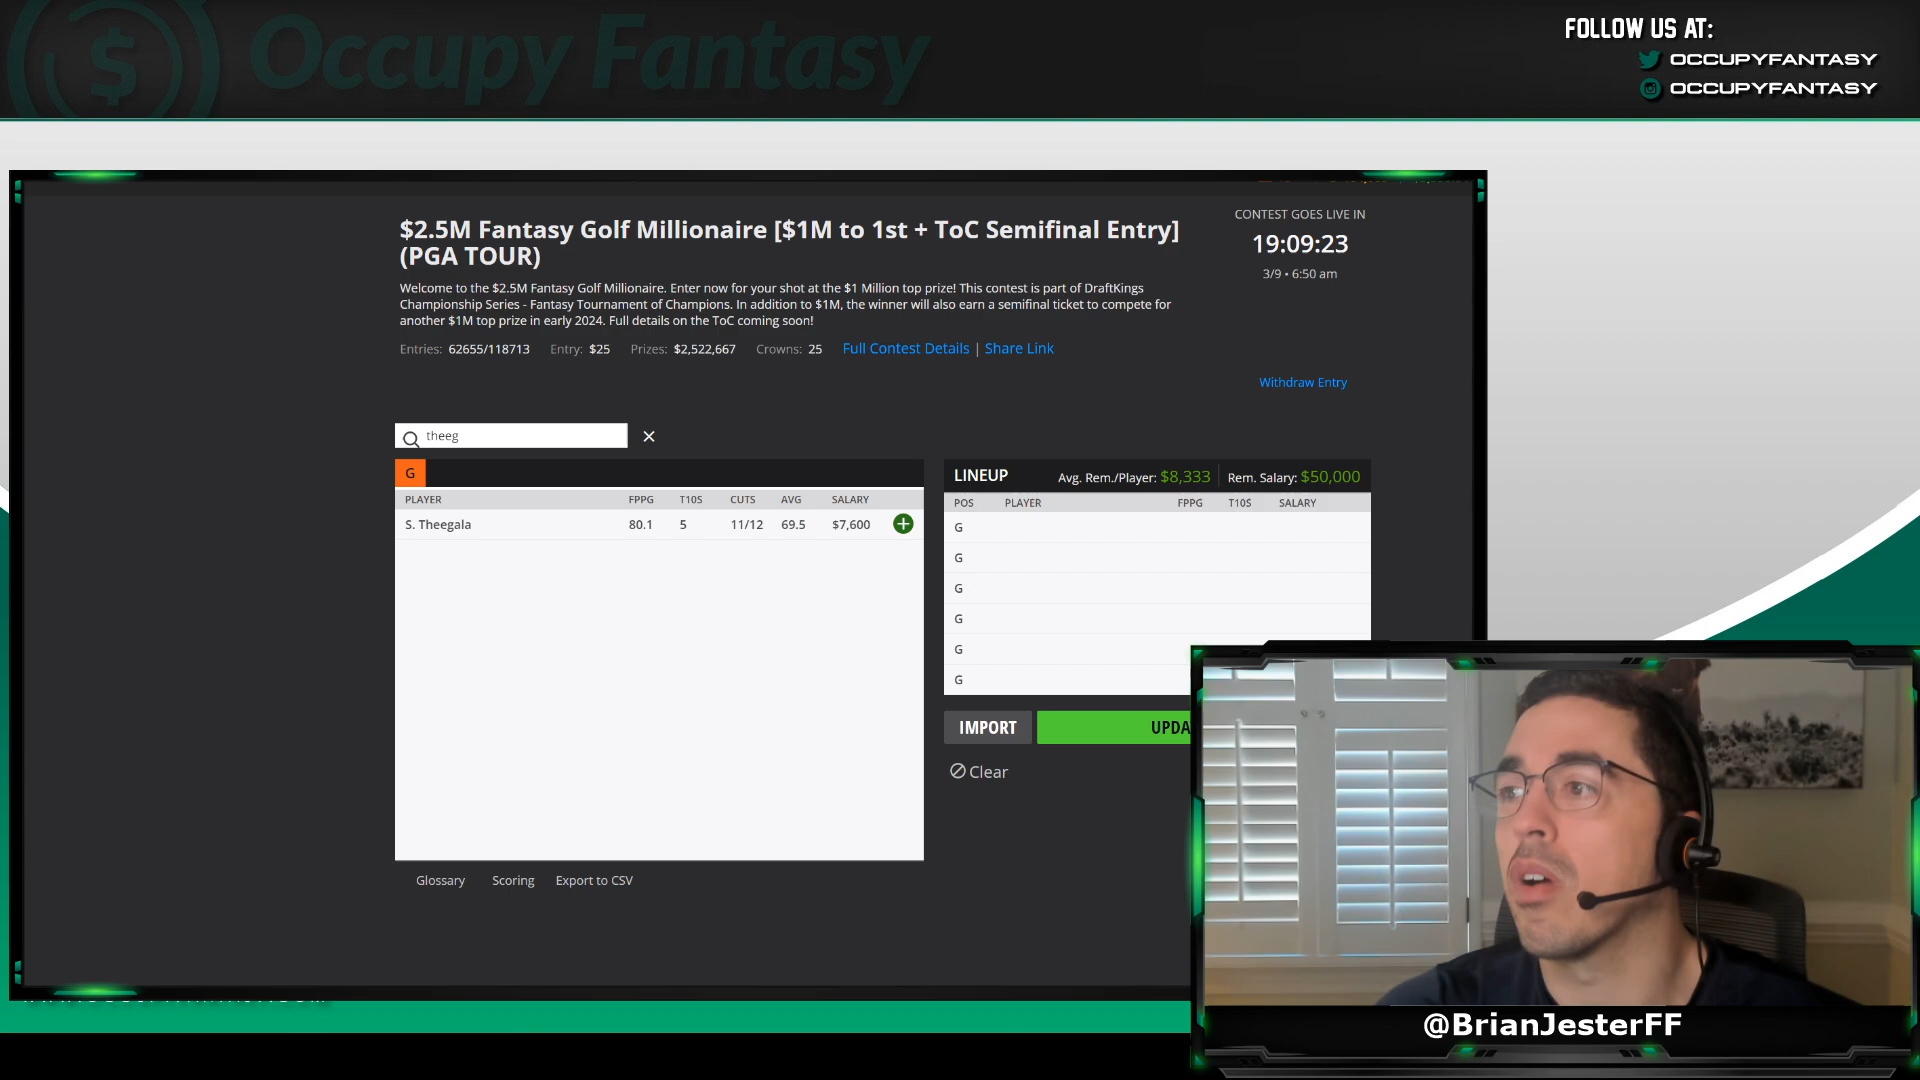 Occupy Fantasy
FOLLOW US AT:
OCCUPYFANTASY
OCCUPYFANTASY
$2.5M Fantasy Golf Millionaire [$1M to 1st + ToC Semifinal Entry]
(PGA TOUR)
CONTEST GOES LIVE IN
19:09:23
3/9 • 6:50 am
Welcome to the $2.5M Fantasy Golf Millionaire. Enter now for your shot at the $1 Million top prize! This contest is part of DraftKings
Championship Series - Fantasy Tournament of Champions. In addition to $1M, the winner will also earn a semifinal ticket to compete for
another $1M top prize in early 2024. Full details on the ToC coming soon!
Entries: 62655/118713 Entry: $25 Prizes: $2,522,667 Crowns: 25 Full Contest Details | Share Link
Withdraw Entry
theeg
G
PLAYER FPPG T10S CUTS AVG SALARY
S. Theegala 80.1 5 11/12 69.5 $7,600
LINEUP Avg. Rem./Player: $8,333 Rem. Salary: $50,000
POS PLAYER FPPG T10S SALARY
G
G
G
G
G
G
IMPORT UPDA
Clear
Glossary Scoring Export to CSV
@BrianJesterFF